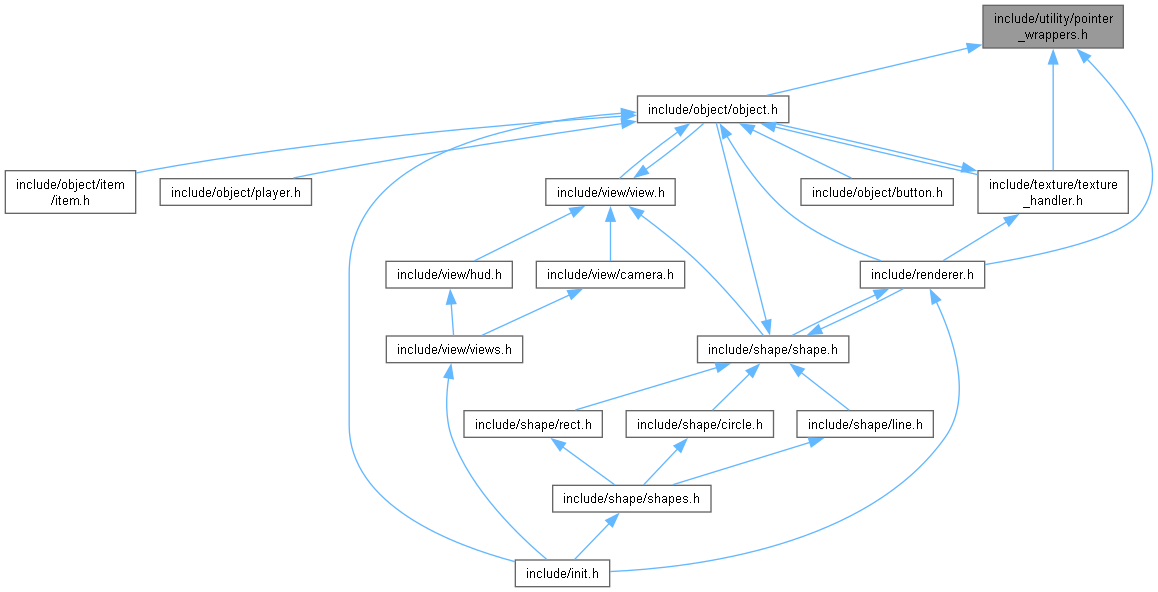 include/utility/pointer
_wrappers.h
include/object/object.h
include/object/item
/item.h
include/object/player.h
include/view/view.h
include/object/button.h
include/texture/texture
_handler.h
include/view/hud.h
include/view/camera.h
include/renderer.h
include/view/views.h
include/shape/shape.h
include/shape/rect.h
include/shape/circle.h
include/shape/line.h
include/shape/shapes.h
include/init.h